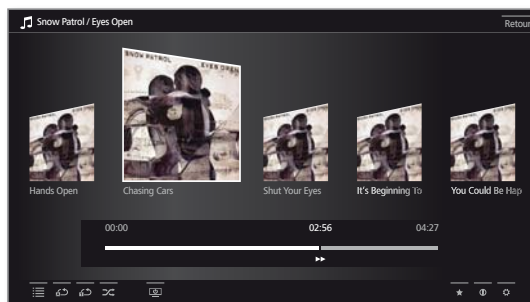 Snow Patrol / Eyes Open
Retour
SNOW PATROL EYES OPEN
Hands Open
Chasing Cars
Shut Your Eyes
It's Beginning To
You Could Be Hap
00:00
02:56
04:27